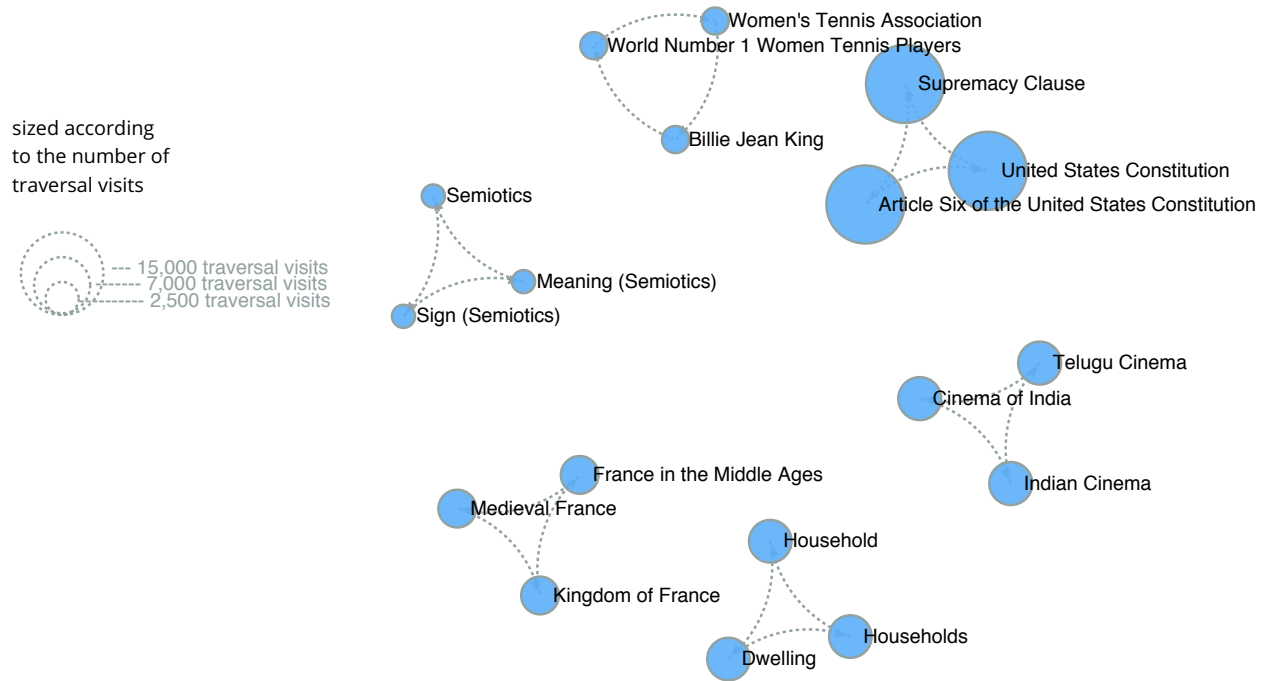 Women's Tennis Association
World Number 1 Women Tennis Players
Supremacy Clause
sized according
to the number of
traversal visits
Billie Jean King
United States Constitution
Semiotics
Article Six of the United States Constitution
15,000 traversal visits
7,000 traversal visits
2,500 traversal visits
Meaning (Semiotics)
Sign (Semiotics)
Telugu Cinema
Cinema of India
France in the Middle Ages
Indian Cinema
Medieval France
Household
Kingdom of France
Households
Dwelling